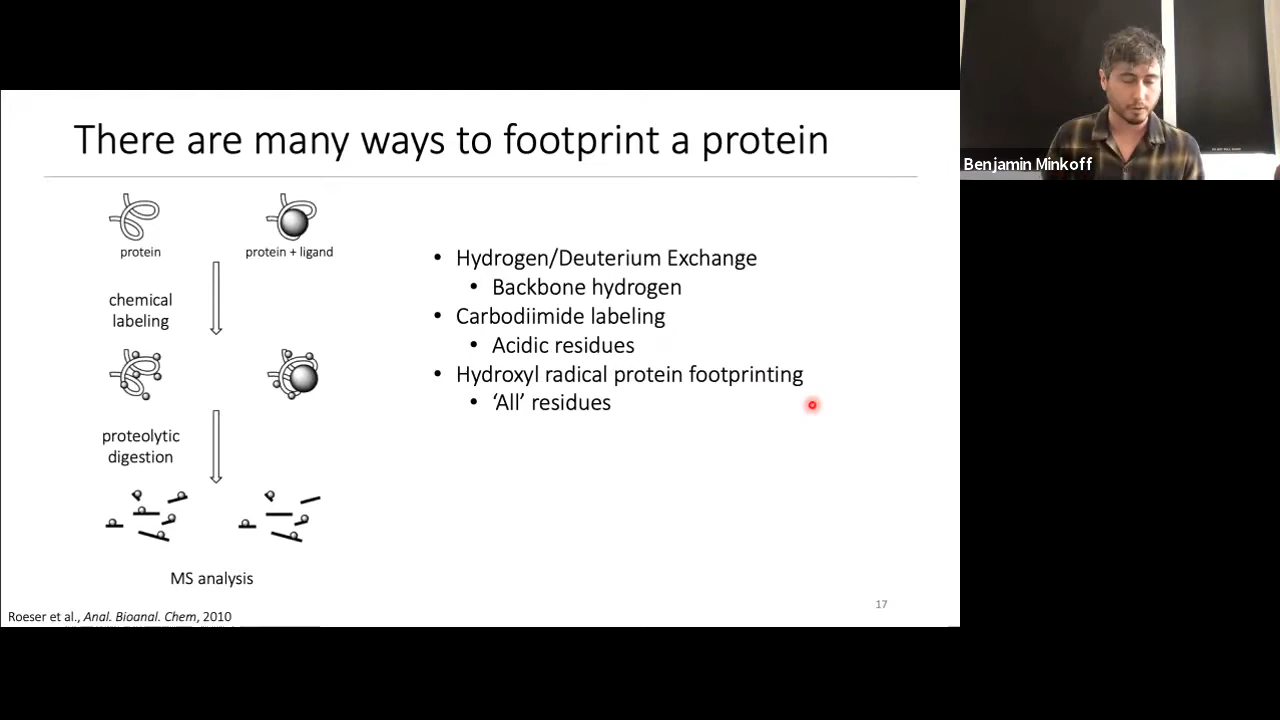 There are many ways to footprint a protein
Benjamin Minkoff
protein
protein + ligand
chemical
labeling
proteolytic
digestion
MS analysis
• Hydrogen/Deuterium Exchange
• Backbone hydrogen
• Carbodiimide labeling
• Acidic residues
• Hydroxyl radical protein footprinting
• ‘All’ residues
17
Roeser et al., Anal. Bioanal. Chem, 2010